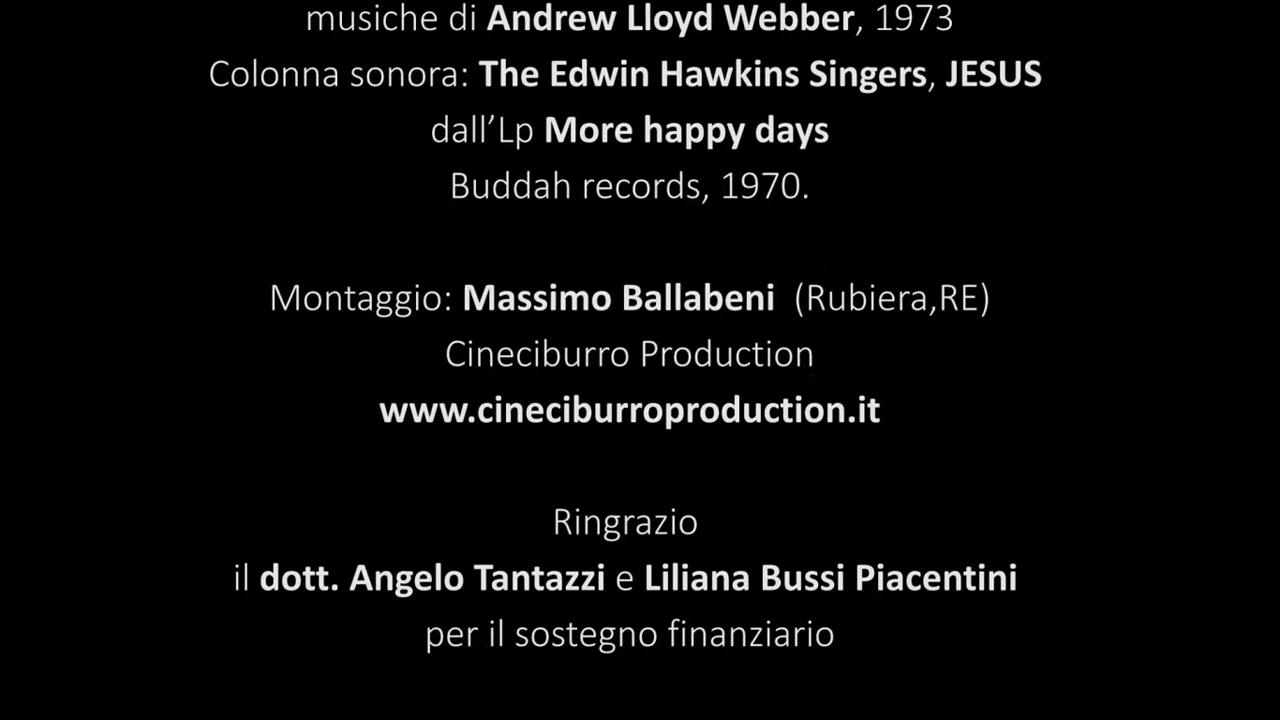 musiche di Andrew Lloyd Webber, 1973
Colonna sonora: The Edwin Hawkins Singers, JESUS
dall’Lp More happy days
Buddah records, 1970.
Montaggio: Massimo Ballabeni (Rubiera,RE)
Cineciburro Production
www.cineciburroproduction.it
Ringrazio
il dott. Angelo Tantazzi e Liliana Bussi Piacentini
per il sostegno finanziario